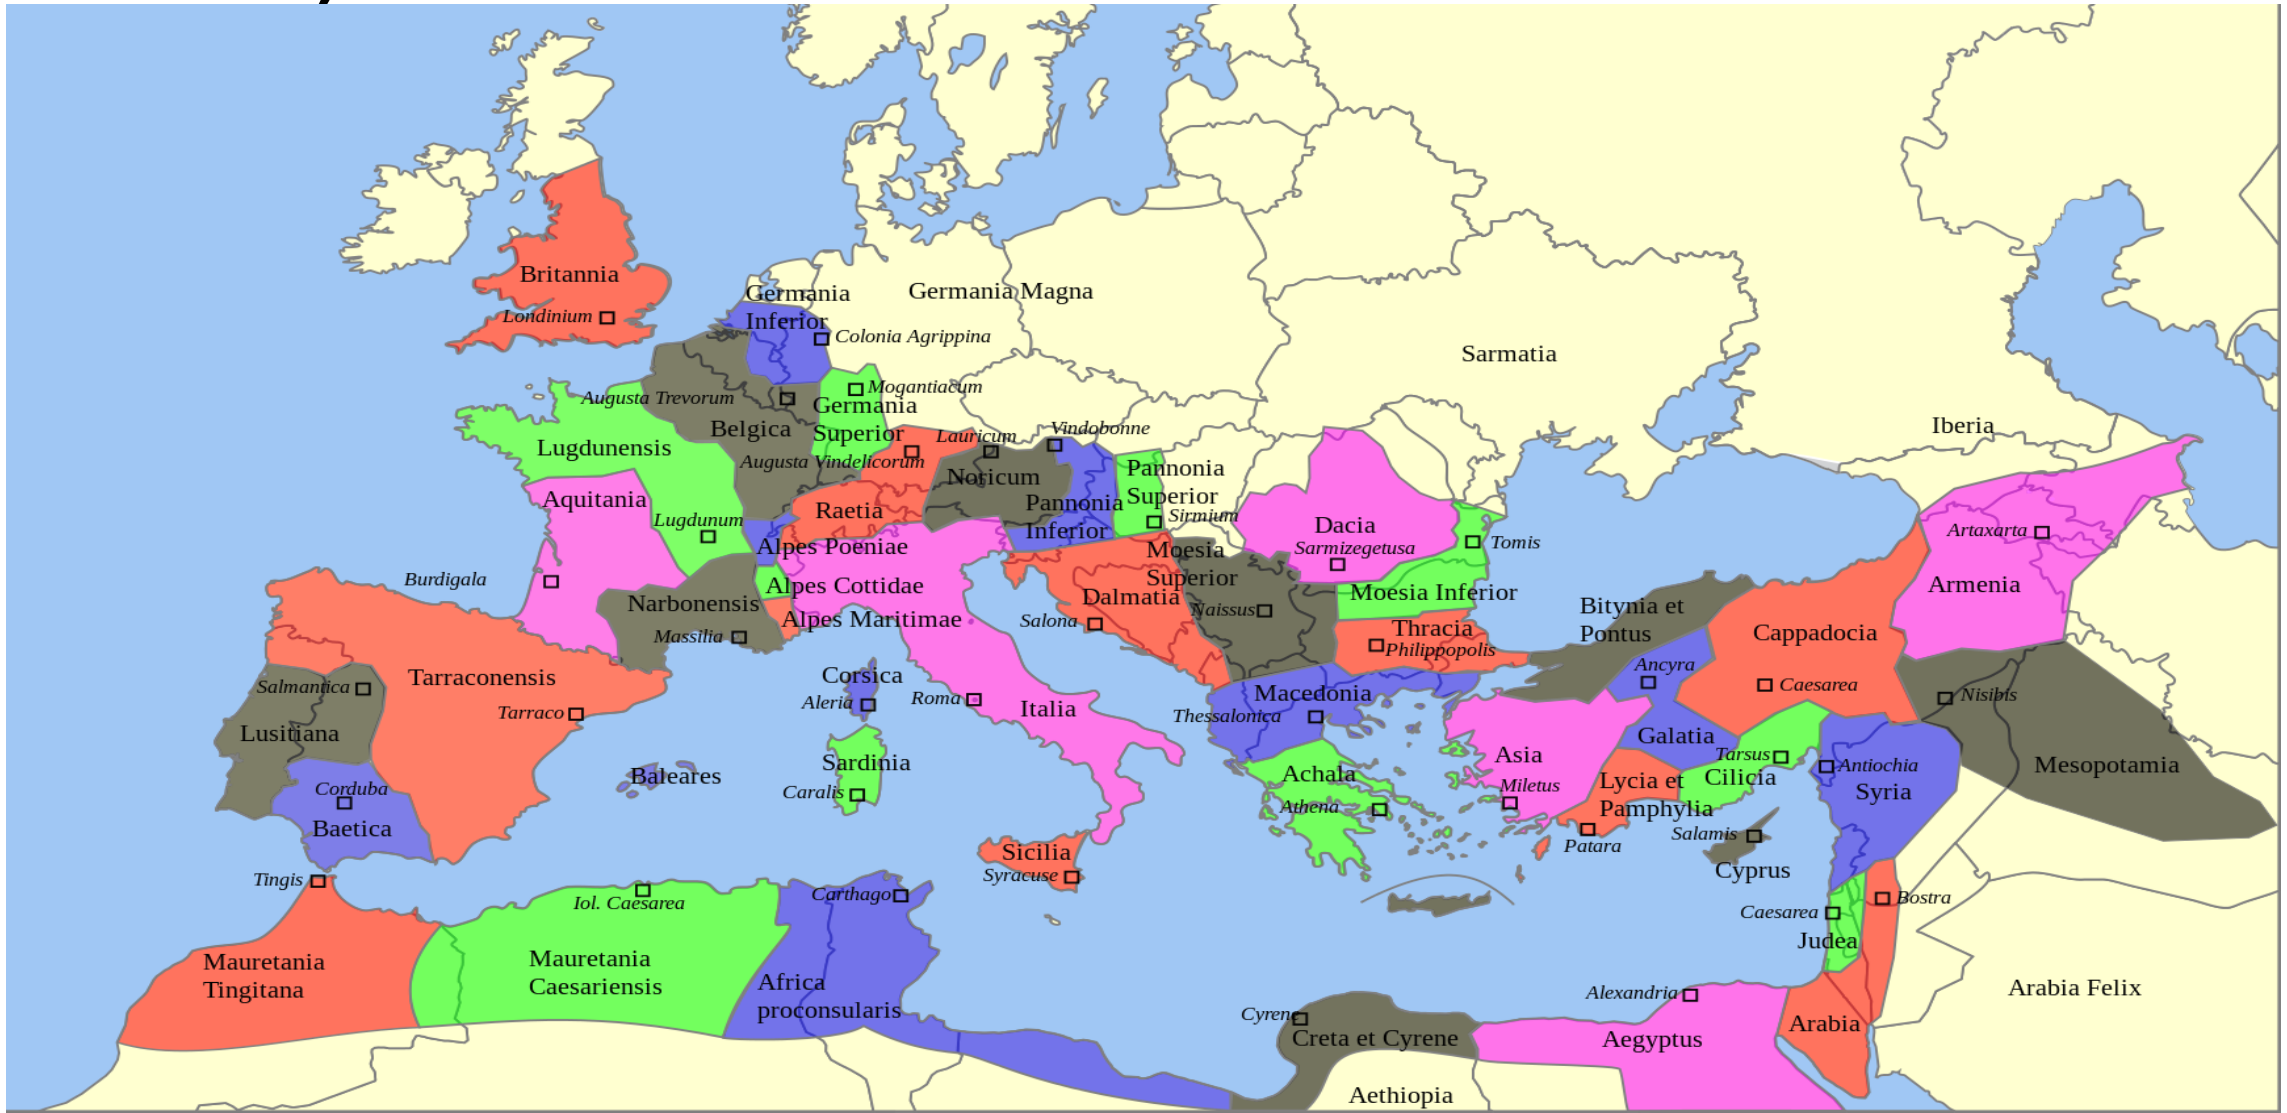 Britannia
Londinium
Germania
Inferior
Germania Magna
Colonia Agrippina
Sarmatia
Mogantiacum
Augusta Trevorum
Germania
Superior
Belgica
Lauricum
Vindobonne
Iberia
Lugdunensis
Augusta Vindelicorum
Noricum
Pannonia
Superior
Sirmium
Aquitania
Lugdunum
Raetia
Pannonia
Inferior
Dacia
Sarmizegetusa
Tomis
Artaxarta
Armenia
Alpes Poeniae
Moesia
Superior
Burdigala
Alpes Cottidae
Dalmatia
Moesia Inferior
Narbonensis
Naissus
Bitynia et
Pontus
Massilia
Alpes Maritimae
Salona
Thracia
Philippopolis
Cappadocia
Tarraconensis
Salmantica
Corsica
Aleria
Roma
Italia
Macedonia
Thessalonica
Ancyra
Caesarea
Nisibis
Tarraco
Lusitiana
Galatia
Asia
Tarsus
Cilicia
Antiochia
Syria
Mesopotamia
Baleares
Sardinia
Caralis
Achala
Athena
Miletus
Lycia et
Pamphylia
Corduba
Baetica
Salamis
Cyprus
Patara
Sicilia
Syracuse
Tingis
Iol. Caesarea
Carthago
Caesarea
Bostra
Judea
Mauretania
Tingitana
Mauretania
Caesariensis
Africa
proconsularis
Alexandria
Arabia Felix
Cyrene
Creta et Cyrene
Aegyptus
Arabia
Aethiopia